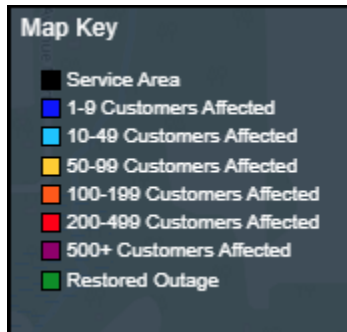 Map Key
Service Area
1-9 Customers Affected
10-49 Customers Affected
50-99 Customers Affected
100-199 Customers Affected
200-499 Customers Affected
500+ Customers Affected
Restored Outage